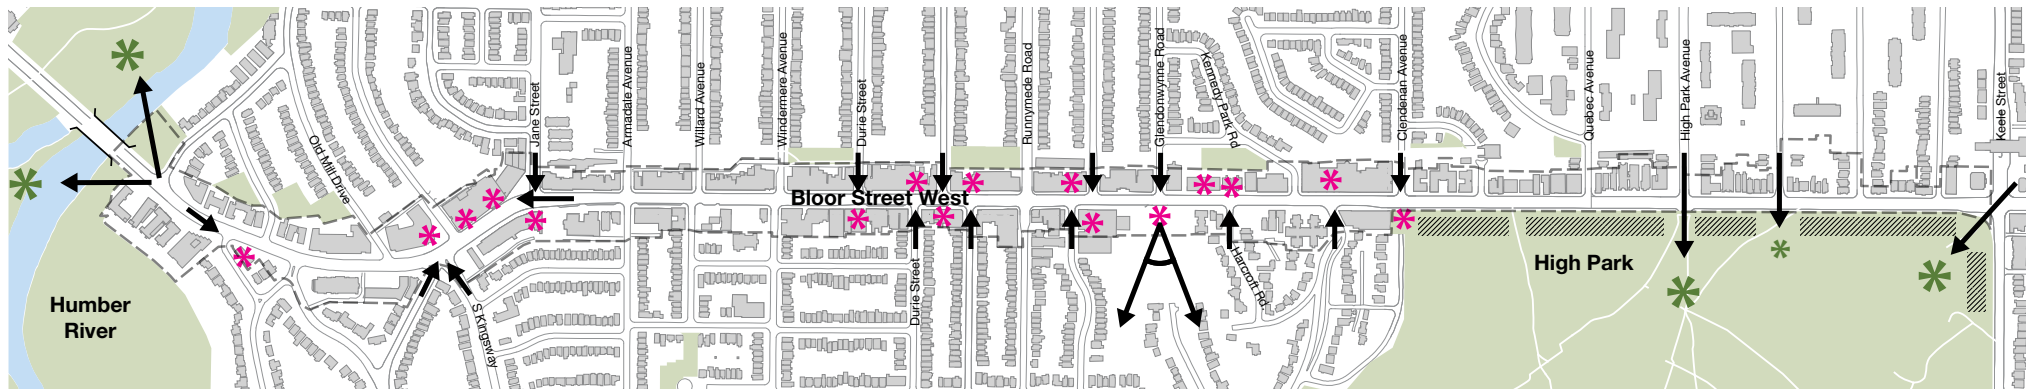 Old Mill Drive
Jane Street
Armadale Avenue
Willard Avenue
Windermere Avenue
Durie Street
Runnymede Road
Glendonwynne Road
Kennedy Park Rd
Clendenan Avenue
Quebec Avenue
High Park Avenue
Keele Street
Bloor Street West
Humber
River
S Kingsway
Durie Street
Harcroft Rd
High Park